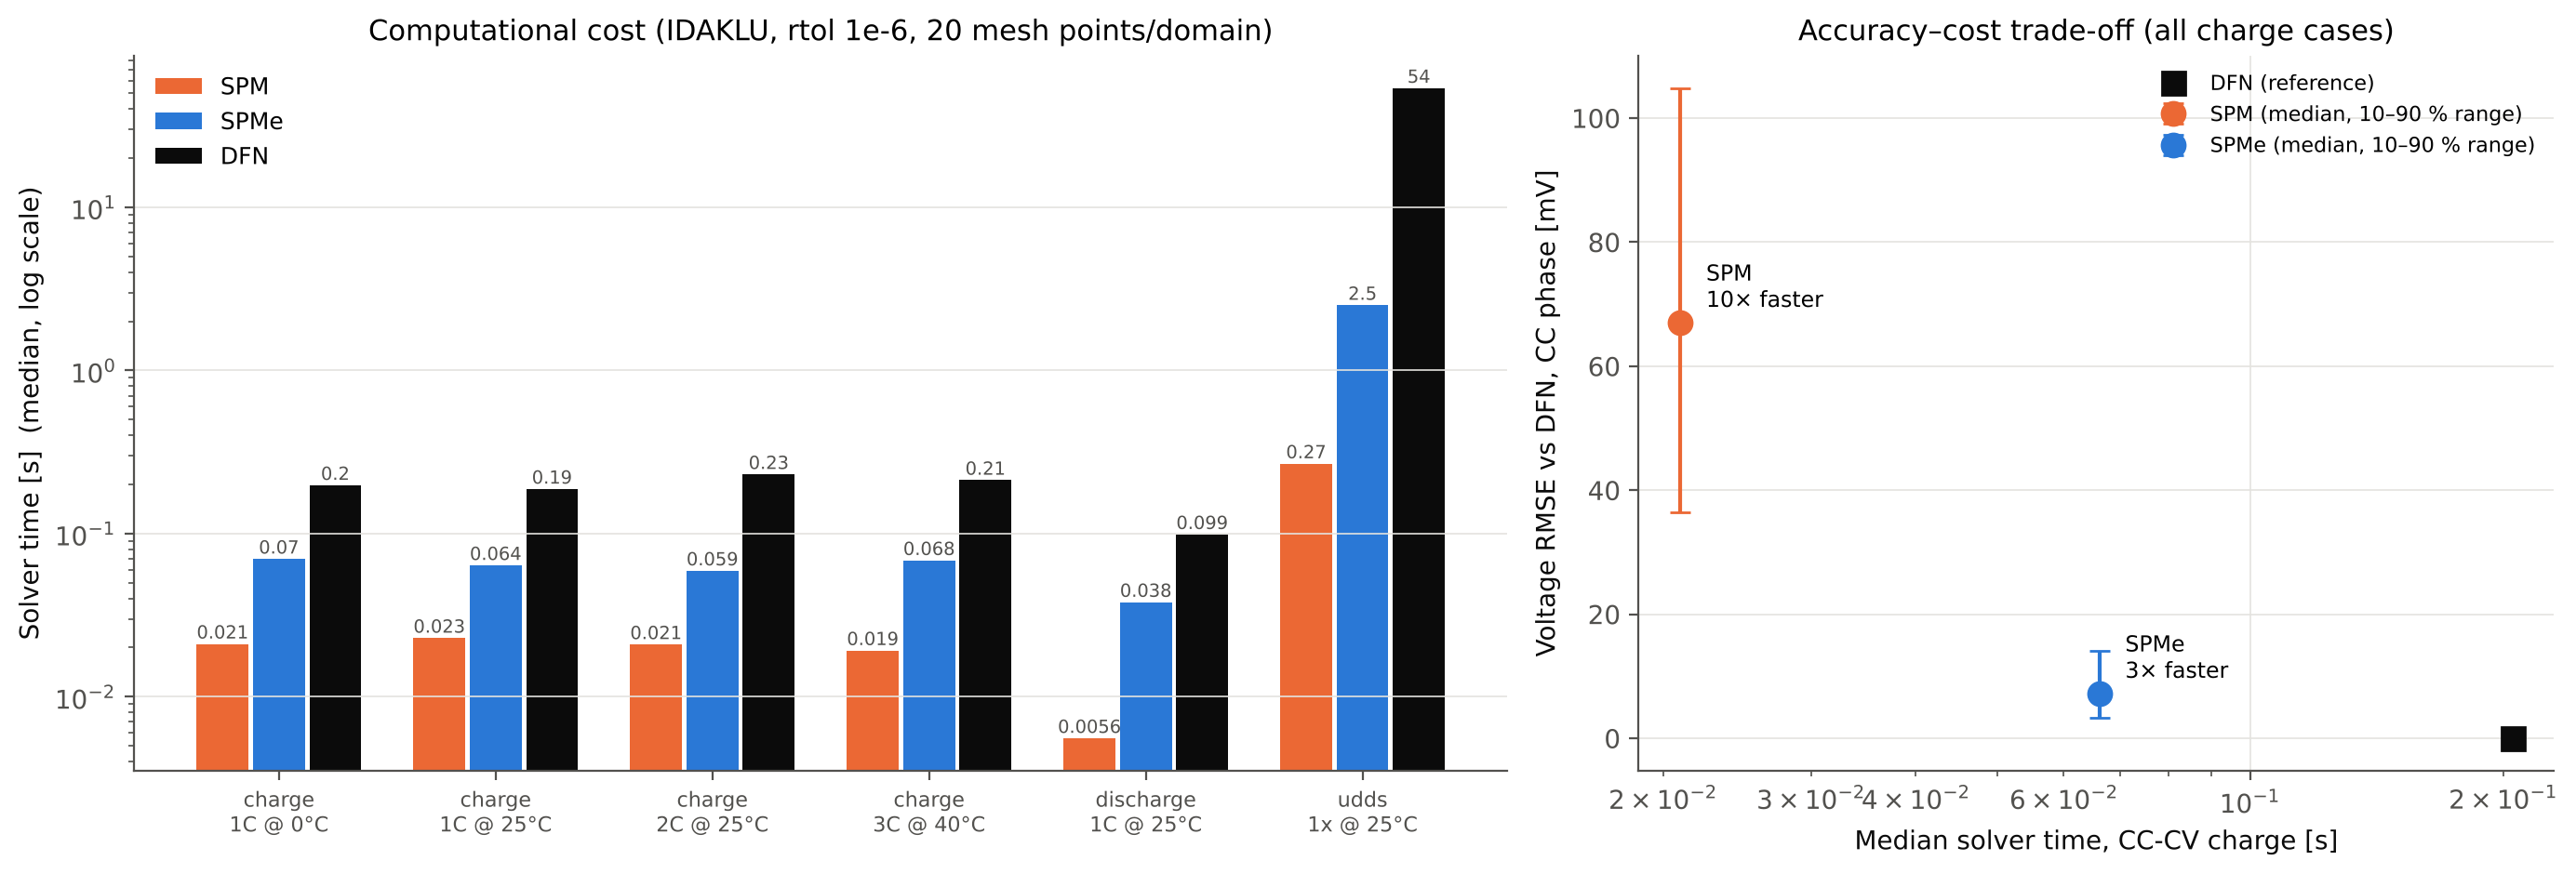 Computational cost (IDAKLU, rtol 1e-6, 20 mesh points/domain)
Solver time [s]  (median, log scale)
SPM
SPMe
DFN
10¹
10⁰
10⁻¹
10⁻²
0.021
0.07
0.2
0.023
0.064
0.19
0.021
0.059
0.23
0.019
0.068
0.21
0.0056
0.038
0.099
0.27
2.5
54
charge
1C @ 0°C
charge
1C @ 25°C
charge
2C @ 25°C
charge
3C @ 40°C
discharge
1C @ 25°C
udds
1x @ 25°C
Accuracy–cost trade-off (all charge cases)
Voltage RMSE vs DFN, CC phase [mV]
DFN (reference)
SPM (median, 10–90 % range)
SPMe (median, 10–90 % range)
100
80
60
40
20
0
SPM
10× faster
SPMe
3× faster
2 × 10⁻²
3 × 10⁻²
4 × 10⁻²
6 × 10⁻²
10⁻¹
2 × 10⁻¹
Median solver time, CC-CV charge [s]